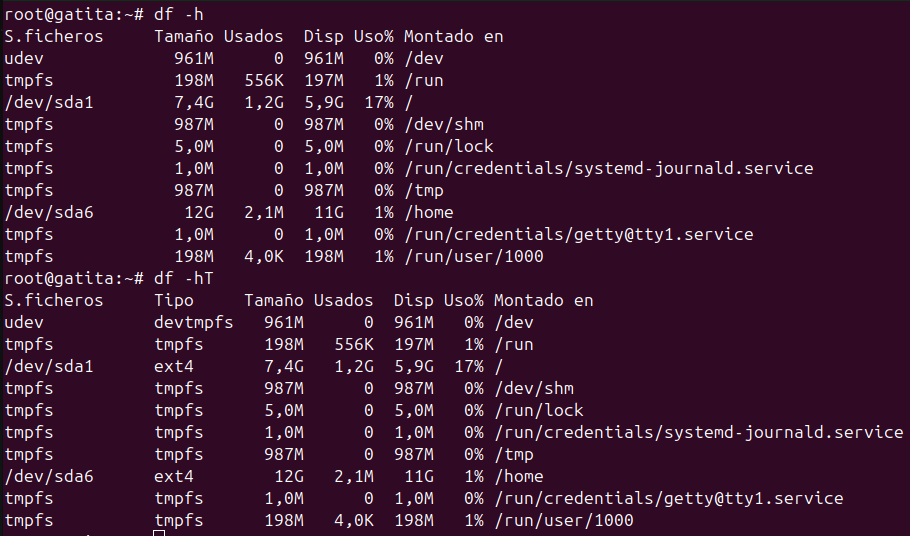 root@gatita:~# df -h
S.ficheros     Tamaño Usados  Disp Uso% Montado en
udev             961M      0  961M   0% /dev
tmpfs            198M   556K  197M   1% /run
/dev/sda1        7,4G   1,2G  5,9G  17% /
tmpfs            987M      0  987M   0% /dev/shm
tmpfs            5,0M      0  5,0M   0% /run/lock
tmpfs            1,0M      0  1,0M   0% /run/credentials/systemd-journald.service
tmpfs            987M      0  987M   0% /tmp
/dev/sda6         12G   2,1M   11G   1% /home
tmpfs            1,0M      0  1,0M   0% /run/credentials/getty@tty1.service
tmpfs            198M   4,0K  198M   1% /run/user/1000
root@gatita:~# df -hT
S.ficheros     Tipo     Tamaño Usados  Disp Uso% Montado en
udev           devtmpfs   961M      0  961M   0% /dev
tmpfs          tmpfs      198M   556K  197M   1% /run
/dev/sda1      ext4       7,4G   1,2G  5,9G  17% /
tmpfs          tmpfs      987M      0  987M   0% /dev/shm
tmpfs          tmpfs      5,0M      0  5,0M   0% /run/lock
tmpfs          tmpfs      1,0M      0  1,0M   0% /run/credentials/systemd-journald.service
tmpfs          tmpfs      987M      0  987M   0% /tmp
/dev/sda6      ext4        12G   2,1M   11G   1% /home
tmpfs          tmpfs      1,0M      0  1,0M   0% /run/credentials/getty@tty1.service
tmpfs          tmpfs      198M   4,0K  198M   1% /run/user/1000